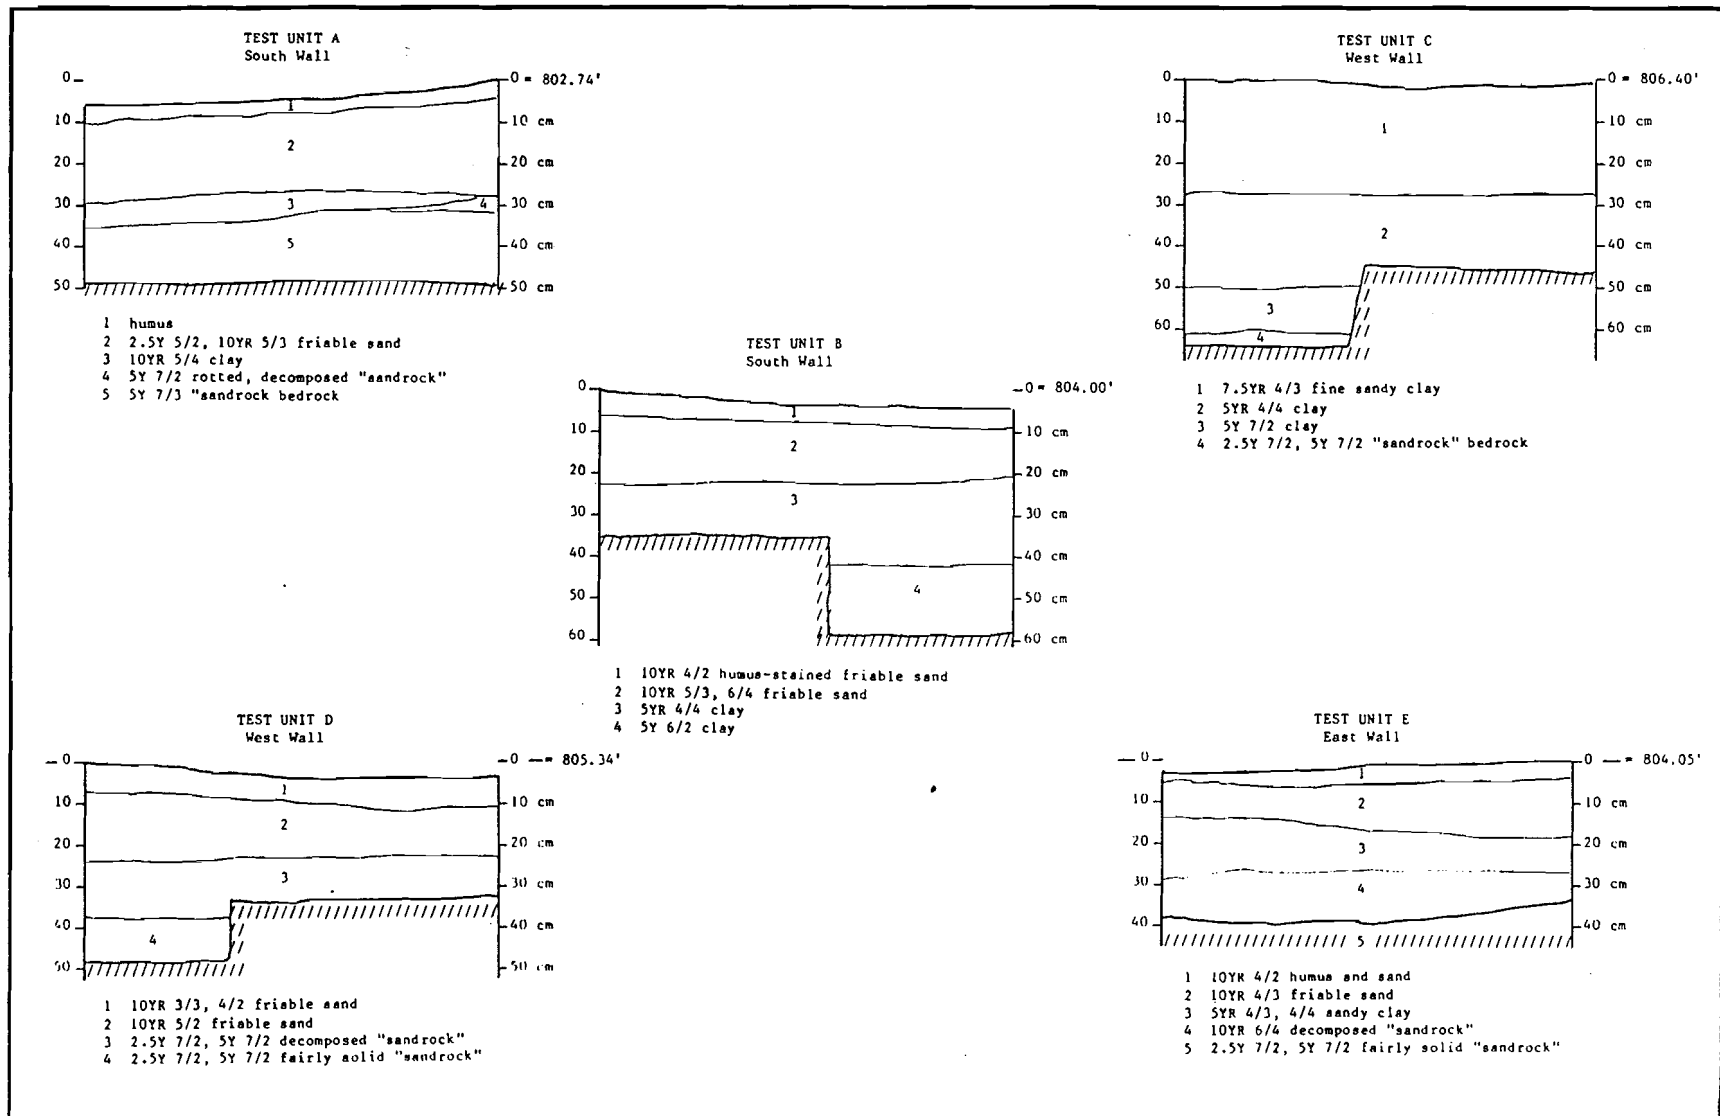 TEST UNIT A
South Wall
0
10
20
30
40
50
0 = 802.74'
10 cm
20 cm
30 cm
40 cm
50 cm
1
2
3
4
5
1 humus
2 2.5Y 5/2, 10YR 5/3 friable sand
3 10YR 5/4 clay
4 5Y 7/2 rotted, decomposed "sandrock"
5 5Y 7/3 "sandrock bedrock
TEST UNIT C
West Wall
0
10
20
30
40
50
60
0 = 806.40'
10 cm
20 cm
30 cm
40 cm
50 cm
60 cm
1
2
3
4
1 7.5YR 4/3 fine sandy clay
2 5YR 4/4 clay
3 5Y 7/2 clay
4 2.5Y 7/2, 5Y 7/2 "sandrock" bedrock
TEST UNIT B
South Wall
0
10
20
30
40
50
60
0 = 804.00'
10 cm
20 cm
30 cm
40 cm
50 cm
60 cm
1
2
3
4
1 10YR 4/2 humus-stained friable sand
2 10YR 5/3, 6/4 friable sand
3 5YR 4/4 clay
4 5Y 6/2 clay
TEST UNIT D
West Wall
0
10
20
30
40
50
0 = 805.34'
10 cm
20 cm
30 cm
40 cm
50 cm
1
2
3
4
1 10YR 3/3, 4/2 friable sand
2 10YR 5/2 friable sand
3 2.5Y 7/2, 5Y 7/2 decomposed "sandrock"
4 2.5Y 7/2, 5Y 7/2 fairly solid "sandrock"
TEST UNIT E
East Wall
0
10
20
30
40
0 = 804.05'
10 cm
20 cm
30 cm
40 cm
1
2
3
4
5
1 10YR 4/2 humus and sand
2 10YR 4/3 friable sand
3 5YR 4/3, 4/4 sandy clay
4 10YR 6/4 decomposed "sandrock"
5 2.5Y 7/2, 5Y 7/2 fairly solid "sandrock"